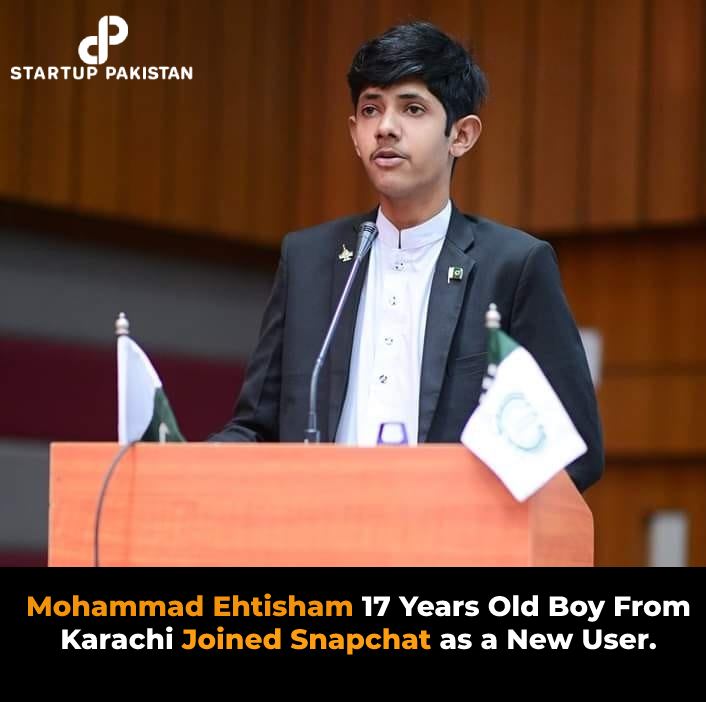 STARTUP PAKISTAN
Mohammad Ehtisham 17 Years Old Boy From
Karachi Joined Snapchat as a New User.